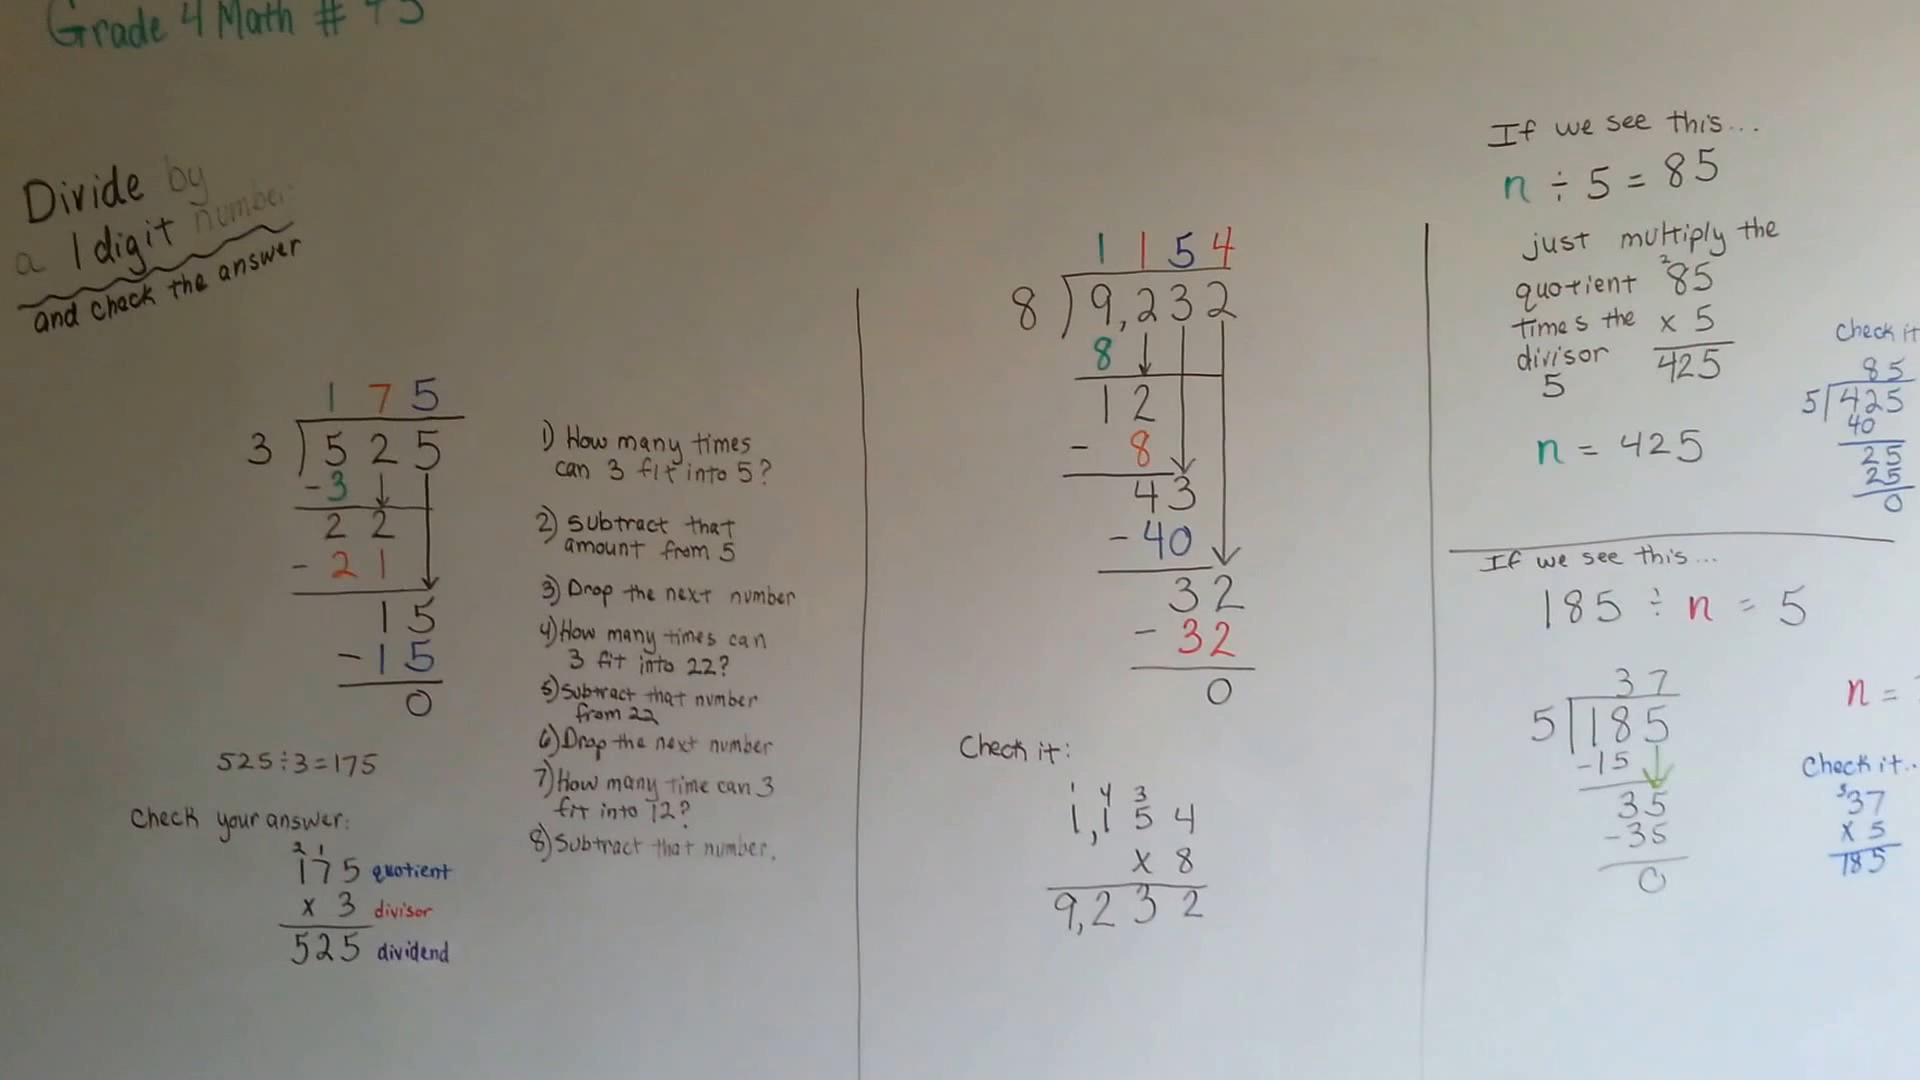 Grade 4 Math #
Divide by
a 1 digit number
and check the answer
1 7 5
3 5 2 5
- 3
2 2
- 2 1
1 5
- 1 5
0
525 ÷ 3 = 175
Check your answer:
2 1
175 quotient
x 3 divisor
525 dividend
1) How many times
can 3 fit into 5?
2) Subtract that
amount from 5
3) Drop the next number
4) How many times can
3 fit into 22?
5) Subtract that number
from 22
6) Drop the next number
7) How many time can 3
fit into 12?
8) Subtract that number.
1 1 5 4
8 9,232
8
1 2
- 8
4 3
- 40
3 2
- 32
0
Check it:
1 4 3
1,1 5 4
x 8
9,2 3 2
If we see this...
n ÷ 5 = 85
just multiply the
quotient 2 85
times the x 5
divisor 425
5
n = 425
Check it
85
5 425
40
25
25
0
If we see this...
185 ÷ n = 5
37
5 185
-15
35
-35
0
n =
Check it..
3 37
x 5
185